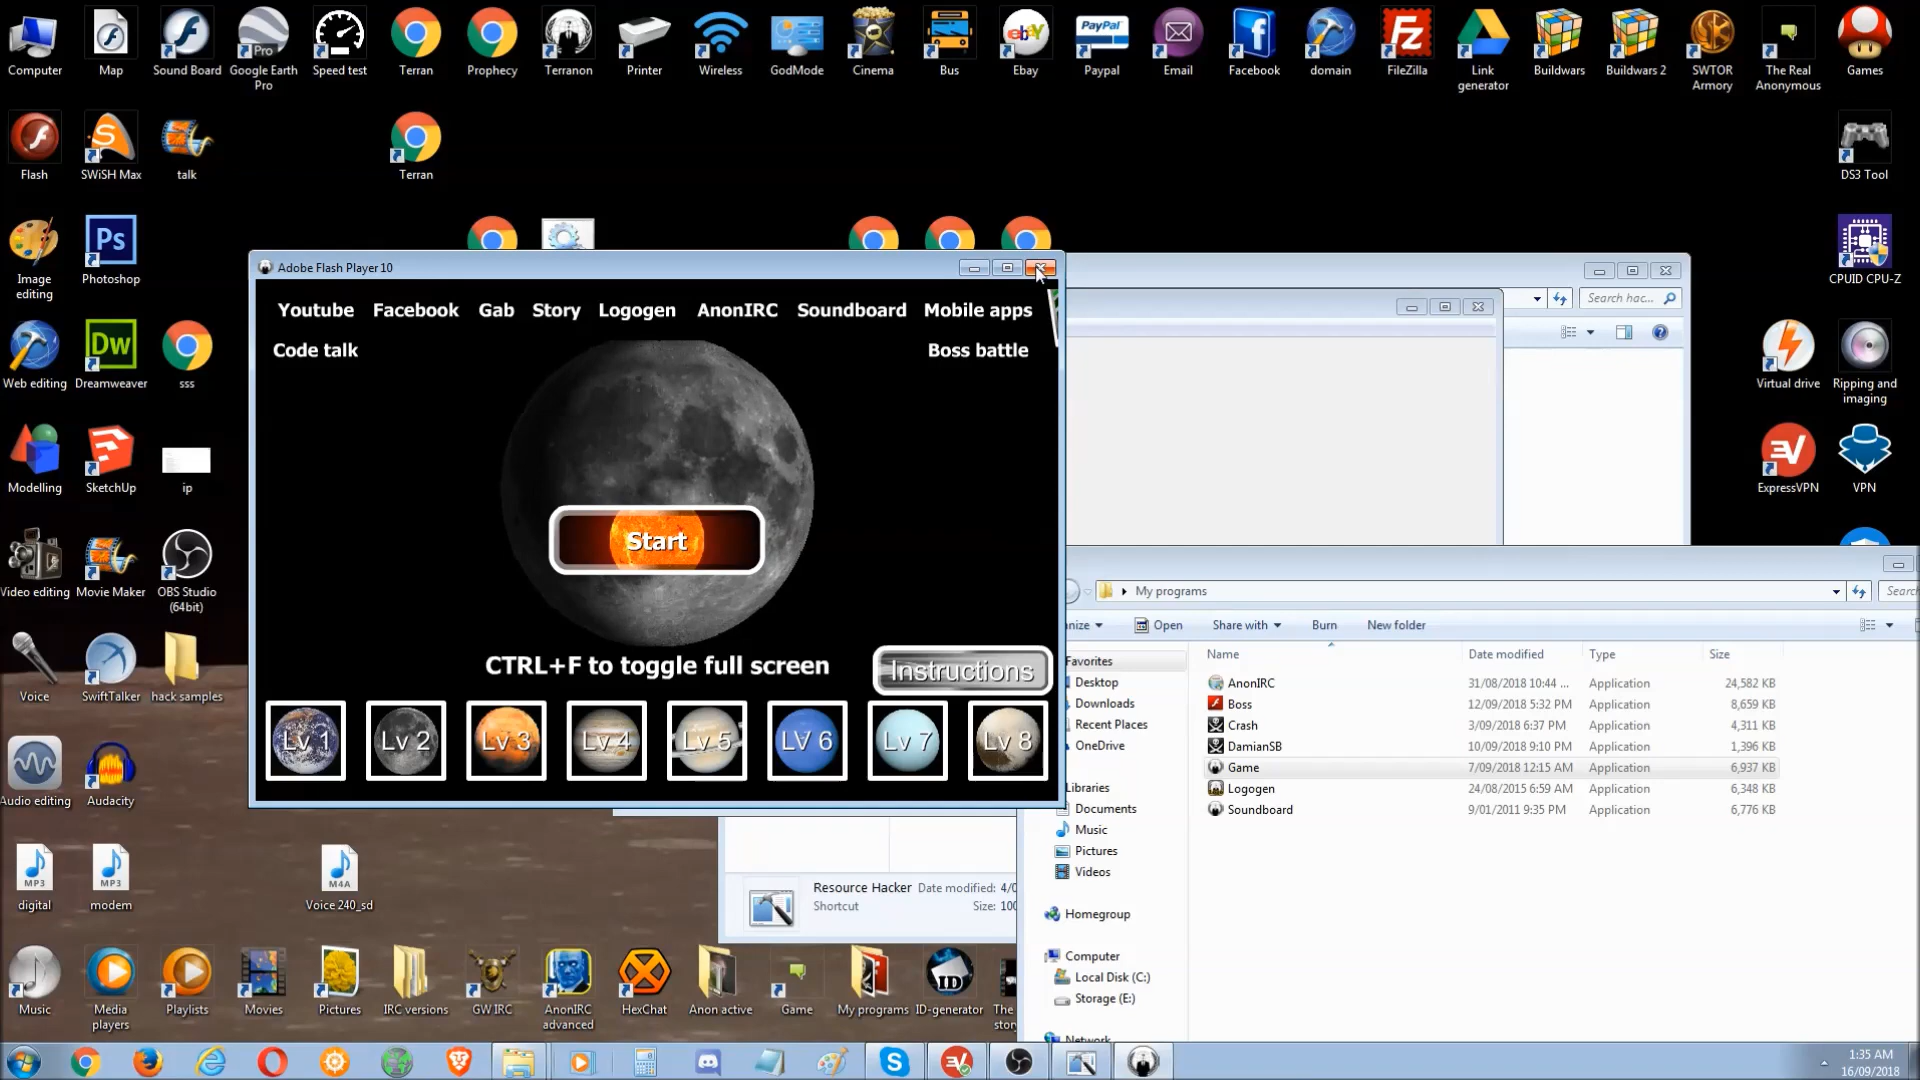 Computer
Map
Sound Board
Google Earth
Pro
Speed test
Terran
Prophecy
Terranon
Printer
Wireless
GodMode
Cinema
Bus
Ebay
Paypal
Email
Facebook
domain
FileZilla
Link
generator
Buildwars
Buildwars 2
SWTOR
Armory
The Real
Anonymous
Games
Flash
SWiSH Max
talk
Terran
DS3 Tool
Image
editing
Photoshop
CPUID CPU-Z
Adobe Flash Player 10
Search hac...
Youtube
Facebook
Gab
Story
Logogen
AnonIRC
Soundboard
Mobile apps
Code talk
Boss battle
Start
CTRL+F to toggle full screen
Instructions
Lv 1
Lv 2
Lv 3
Lv 4
Lv 5
LV 6
Lv 7
Lv 8
Web editing
Dreamweaver
sss
Virtual drive
Ripping and
imaging
Modelling
SketchUp
ip
ExpressVPN
VPN
Video editing
Movie Maker
OBS Studio
(64bit)
Voice
SwiftTalker
hack samples
Audio editing
Audacity
digital
modem
Voice 240_sd
My programs
Open
Share with
Burn
New folder
Name
Date modified
Type
Size
Favorites
Desktop
Downloads
Recent Places
OneDrive
Libraries
Documents
Music
Pictures
Videos
Homegroup
Computer
Local Disk (C:)
Storage (E:)
Network
AnonIRC 31/08/2018 10:44 ... Application 24,582 KB
Boss 12/09/2018 5:32 PM Application 8,659 KB
Crash 3/09/2018 6:37 PM Application 4,311 KB
DamianSB 10/09/2018 9:10 PM Application 1,396 KB
Game 7/09/2018 12:15 AM Application 6,937 KB
Logogen 24/08/2015 6:59 AM Application 6,348 KB
Soundboard 9/01/2011 9:35 PM Application 6,776 KB
Resource Hacker Date modified: 4/0
Shortcut Size: 100
Music
Media
players
Playlists
Movies
Pictures
IRC versions
GW IRC
AnonIRC
advanced
HexChat
Anon active
Game
My programs
ID-generator
The
story
1:35 AM
16/09/2018